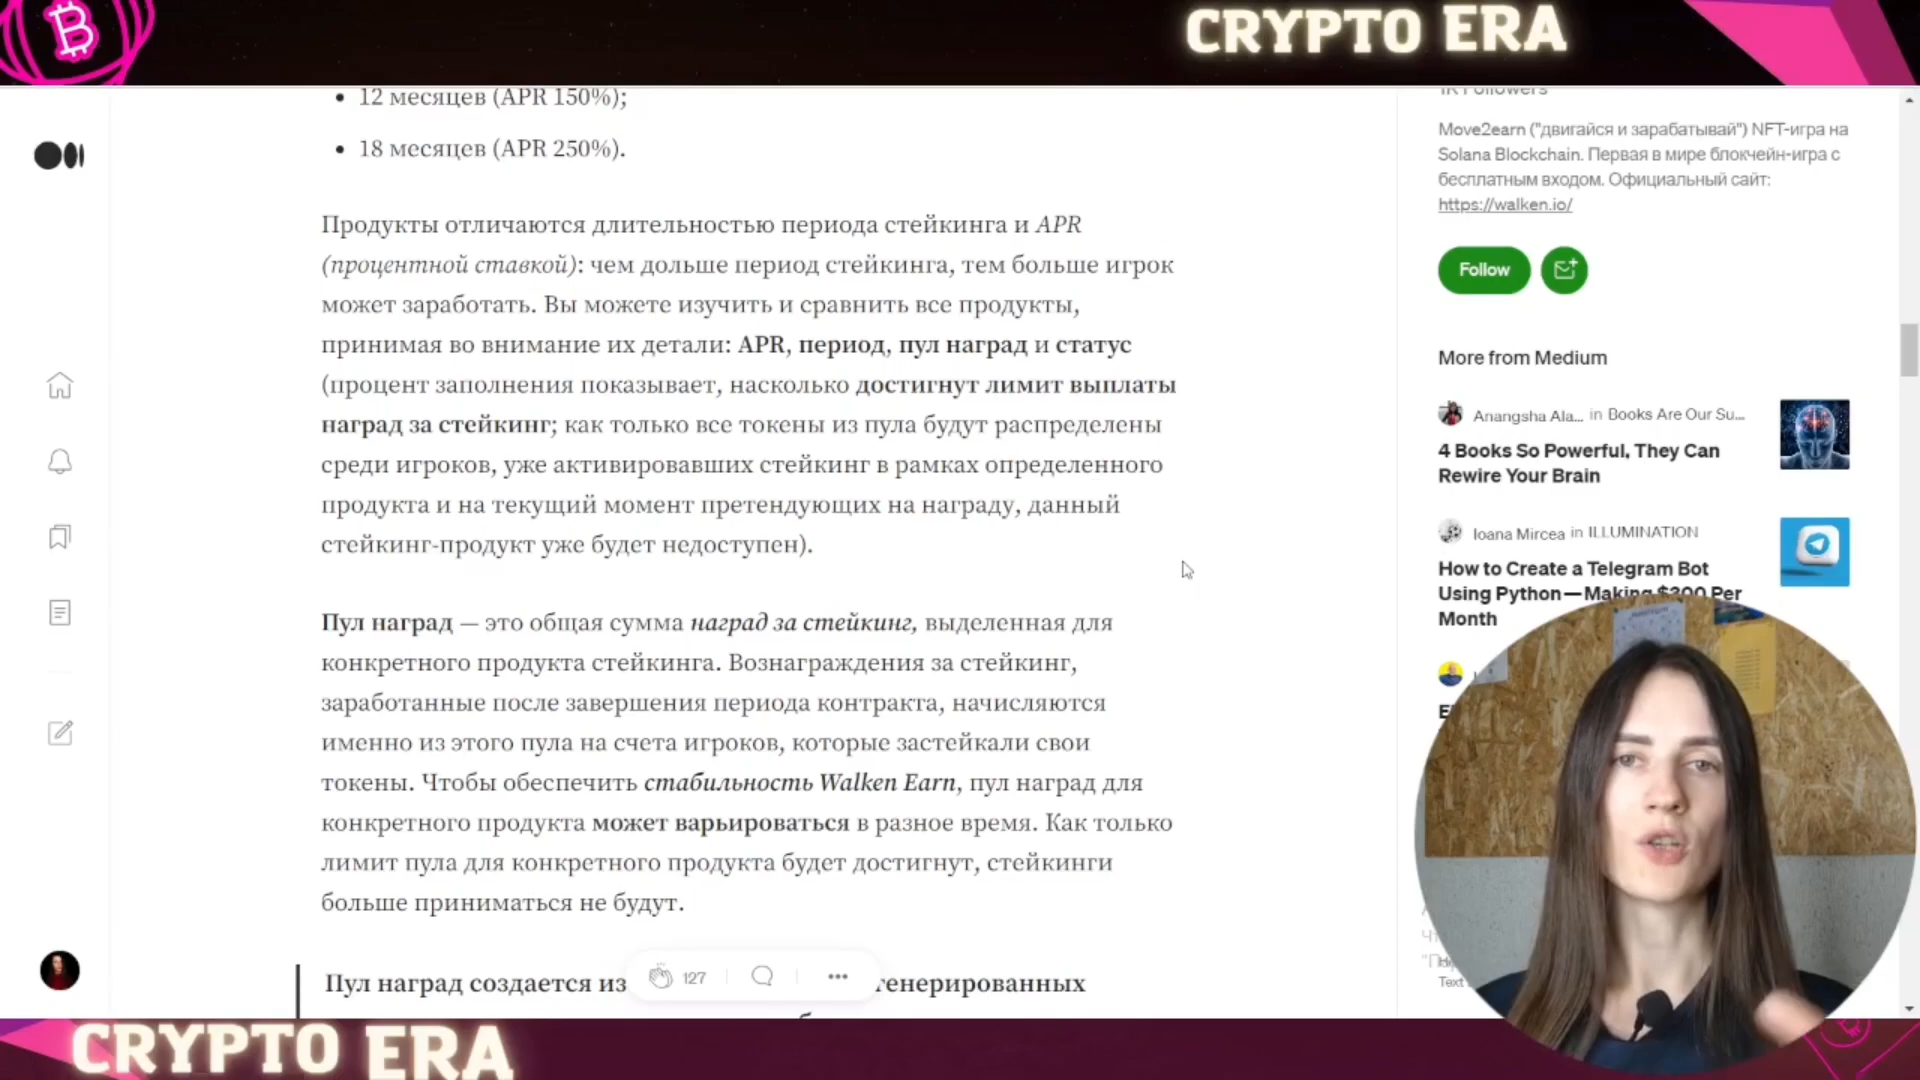 CRYPTO ERA
12 месяцев (APR 150%);
18 месяцев (APR 250%).
Продукты отличаются длительностью периода стейкинга и APR
(процентной ставкой): чем дольше период стейкинга, тем больше игрок
может заработать. Вы можете изучить и сравнить все продукты,
принимая во внимание их детали: APR, период, пул наград и статус
(процент заполнения показывает, насколько достигнут лимит выплаты
наград за стейкинг; как только все токены из пула будут распределены
среди игроков, уже активировавших стейкинг в рамках определенного
продукта и на текущий момент претендующих на награду, данный
стейкинг-продукт уже будет недоступен).
Пул наград — это общая сумма наград за стейкинг, выделенная для
конкретного продукта стейкинга. Вознаграждения за стейкинг,
заработанные после завершения периода контракта, начисляются
именно из этого пула на счета игроков, которые застейкали свои
токены. Чтобы обеспечить стабильность Walken Earn, пул наград для
конкретного продукта может варьироваться в разное время. Как только
лимит пула для конкретного продукта будет достигнут, стейкинги
больше приниматься не будут.
Пул наград создается из генерированных
127
1K Followers
Move2earn ("двигайся и зарабатывай") NFT-игра на
Solana Blockchain. Первая в мире блокчейн-игра с
бесплатным входом. Официальный сайт:
https://walken.io/
Follow
More from Medium
Anangsha Ala... in Books Are Our Su...
4 Books So Powerful, They Can
Rewire Your Brain
Ioana Mircea in ILLUMINATION
How to Create a Telegram Bot
Using Python — Making $300 Per
Month
Text
CRYPTO ERA